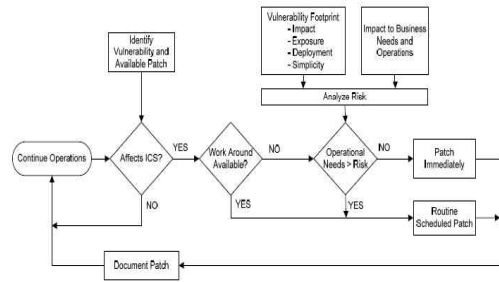 Identify
Vulnerability and
Available Patch
Vulnerability Footprint
- Impact
- Exposure
- Deployment
- Simplicity
Impact to Business
Needs and
Operations
Analyze Risk
Continue Operations
Affects ICS?
YES
Work Around
Available?
NO
Operational
Needs > Risk
NO
Patch
Immediately
NO
YES
YES
Routine
Scheduled Patch
Document Patch